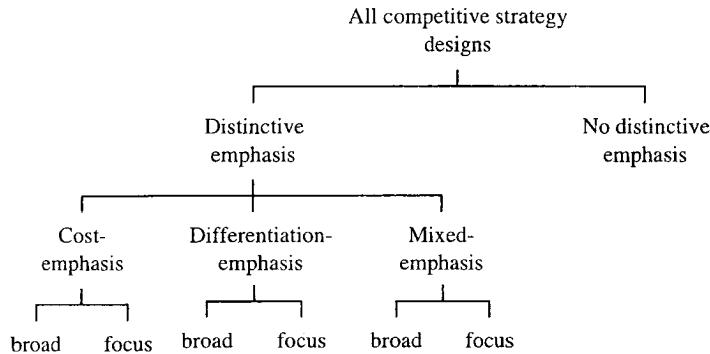 All competitive strategy
designs
Distinctive
emphasis
No distinctive
emphasis
Cost-
emphasis
Differentiation-
emphasis
Mixed-
emphasis
broad
focus
broad
focus
broad
focus